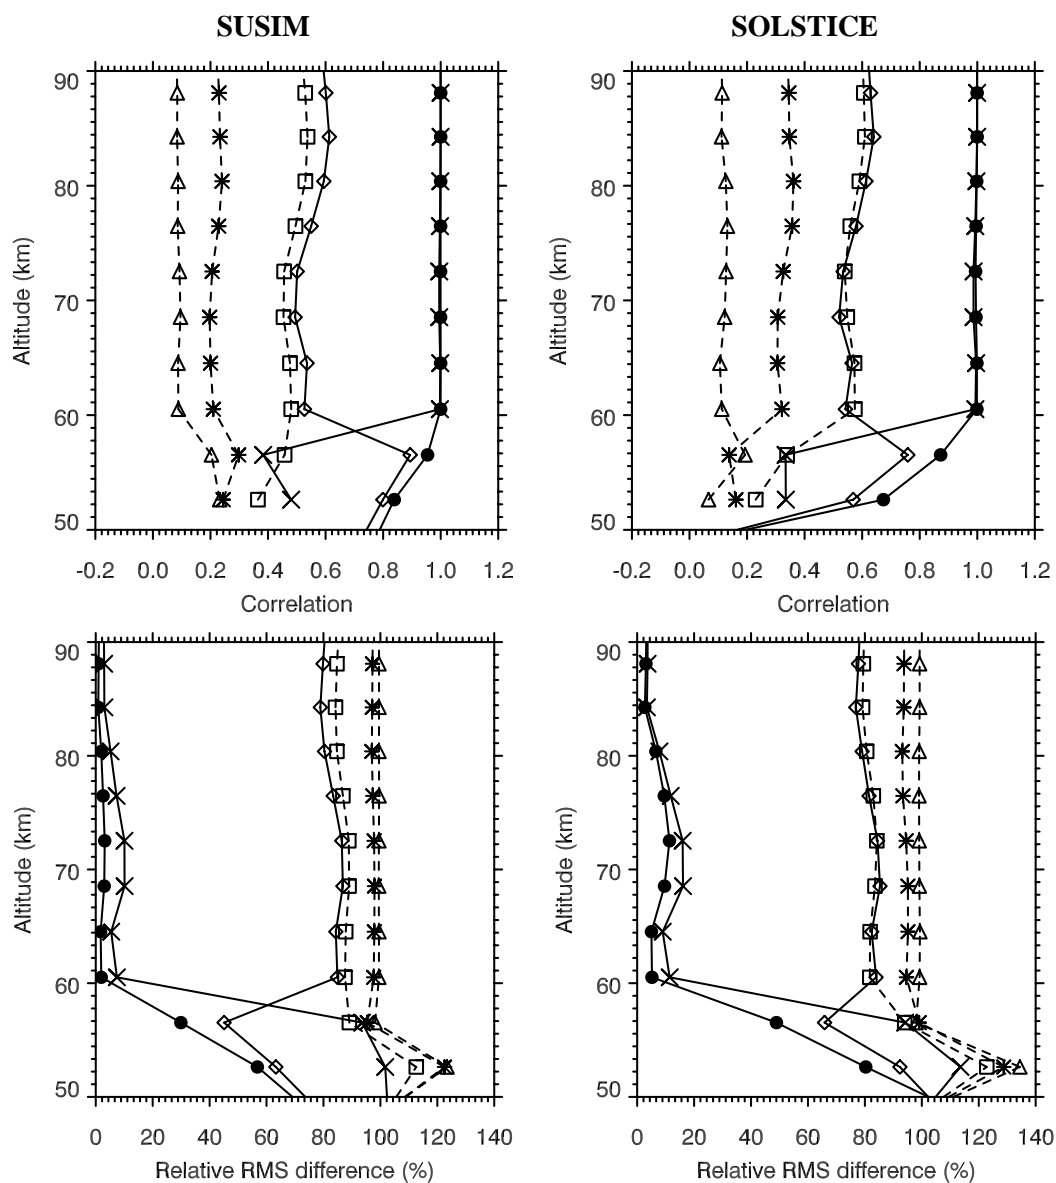 SUSIM SOLSTICE
90
80
70
60
50
Altitude (km)
-0.2 0.0 0.2 0.4 0.6 0.8 1.0 1.2
Correlation
90
80
70
60
50
Altitude (km)
-0.2 0.0 0.2 0.4 0.6 0.8 1.0 1.2
Correlation
90
80
70
60
50
Altitude (km)
0 20 40 60 80 100 120 140
Relative RMS difference (%)
90
80
70
60
50
Altitude (km)
0 20 40 60 80 100 120 140
Relative RMS difference (%)